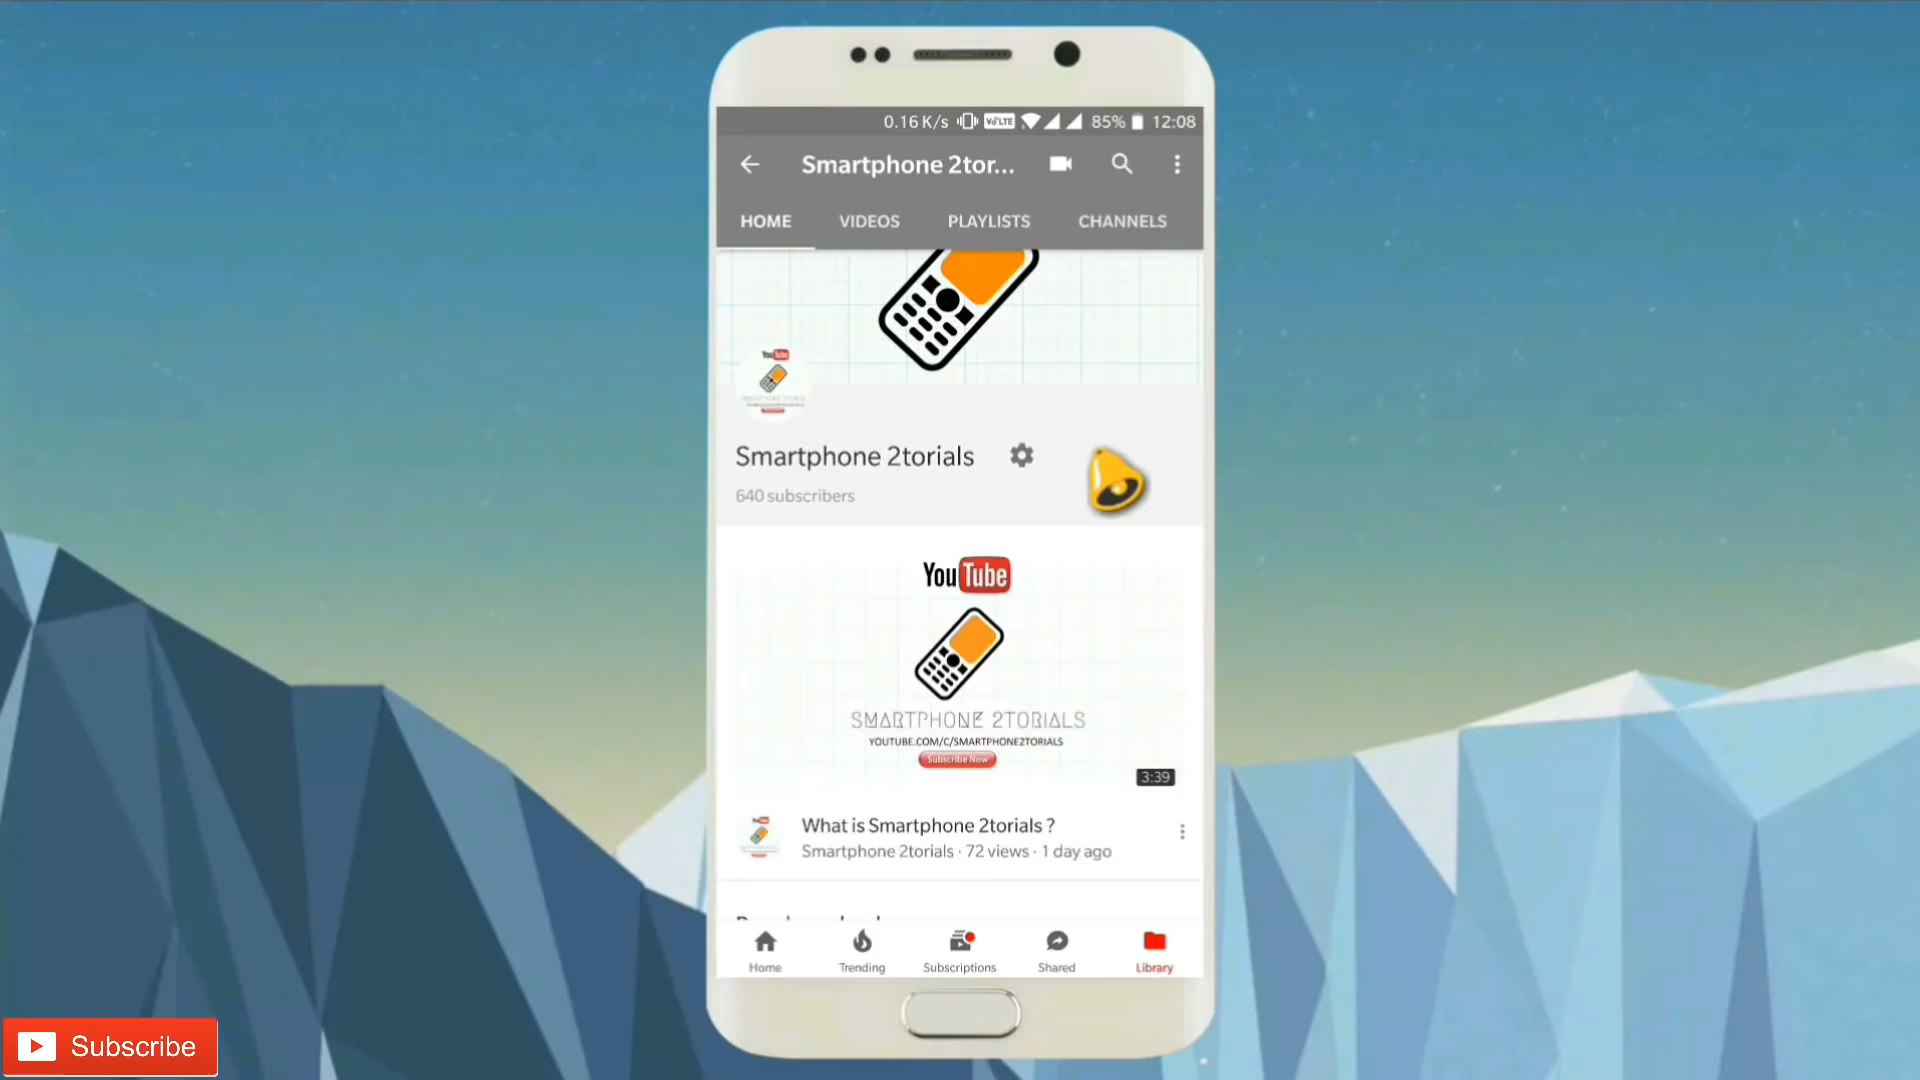 0.16 K/s VoLTE 85% 12:08
Smartphone 2tor...
HOME VIDEOS PLAYLISTS CHANNELS
YouTube
Smartphone 2torials
640 subscribers
YouTube
SMARTPHONE 2TORIALS
YOUTUBE.COM/C/SMARTPHONE2TORIALS
Subscribe Now
3:39
What is Smartphone 2torials ?
Smartphone 2torials · 72 views · 1 day ago
Home Trending Subscriptions Shared Library
Subscribe